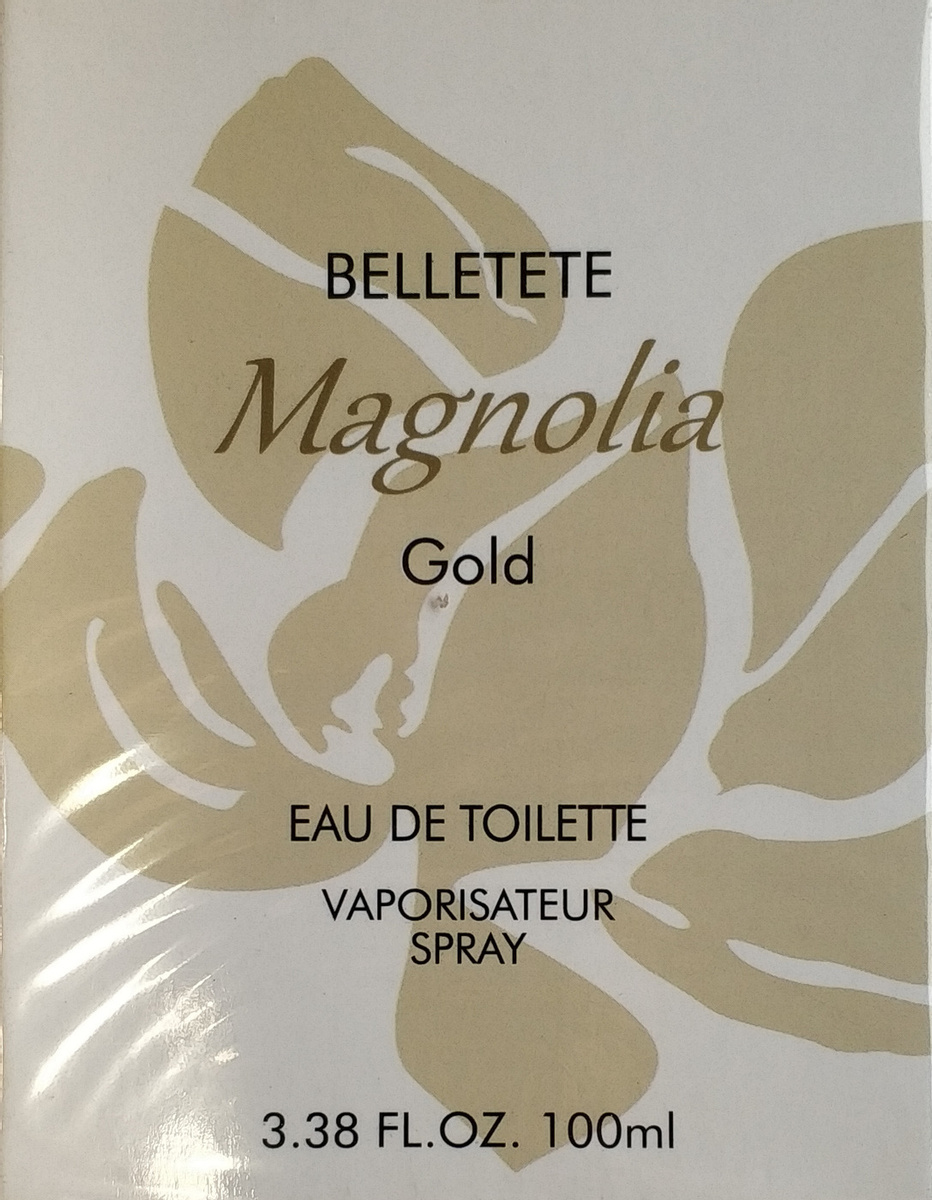 BELLETETE
Magnolia
Gold
EAU DE TOILETTE
VAPORISATEUR
SPRAY
3.38 FL.OZ. 100ml